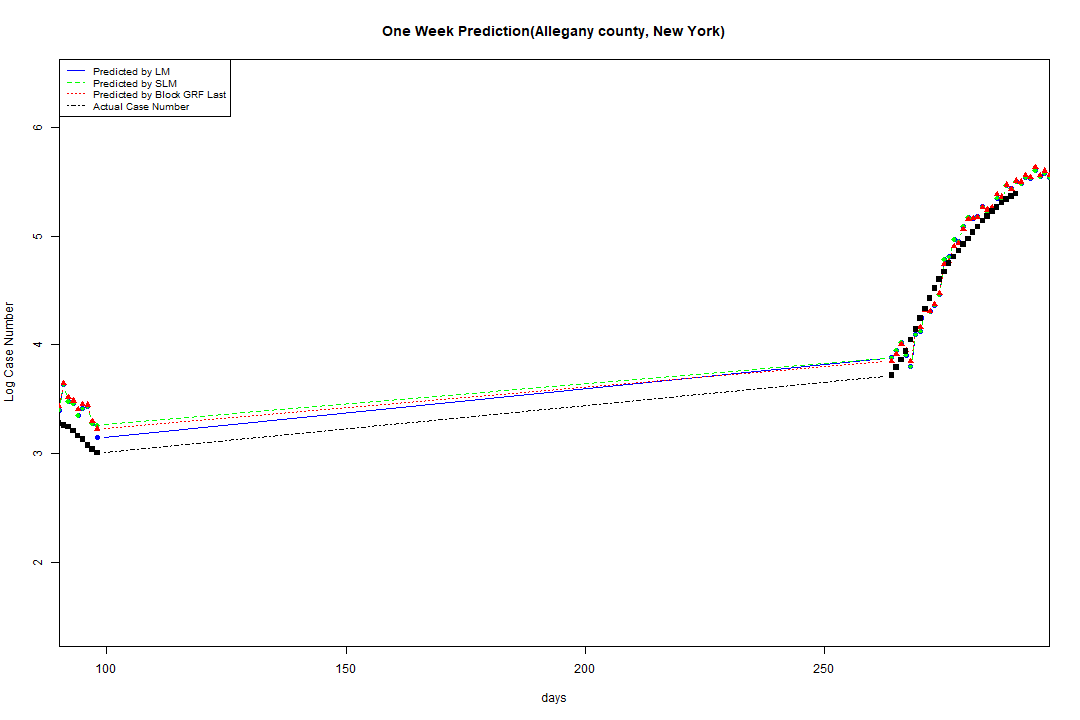 One Week Prediction(Allegany county, New York)
Predicted by LM
Predicted by SLM
Predicted by Block GRF Last
Actual Case Number
6
5
4
3
2
Log Case Number
100 150 200 250
days